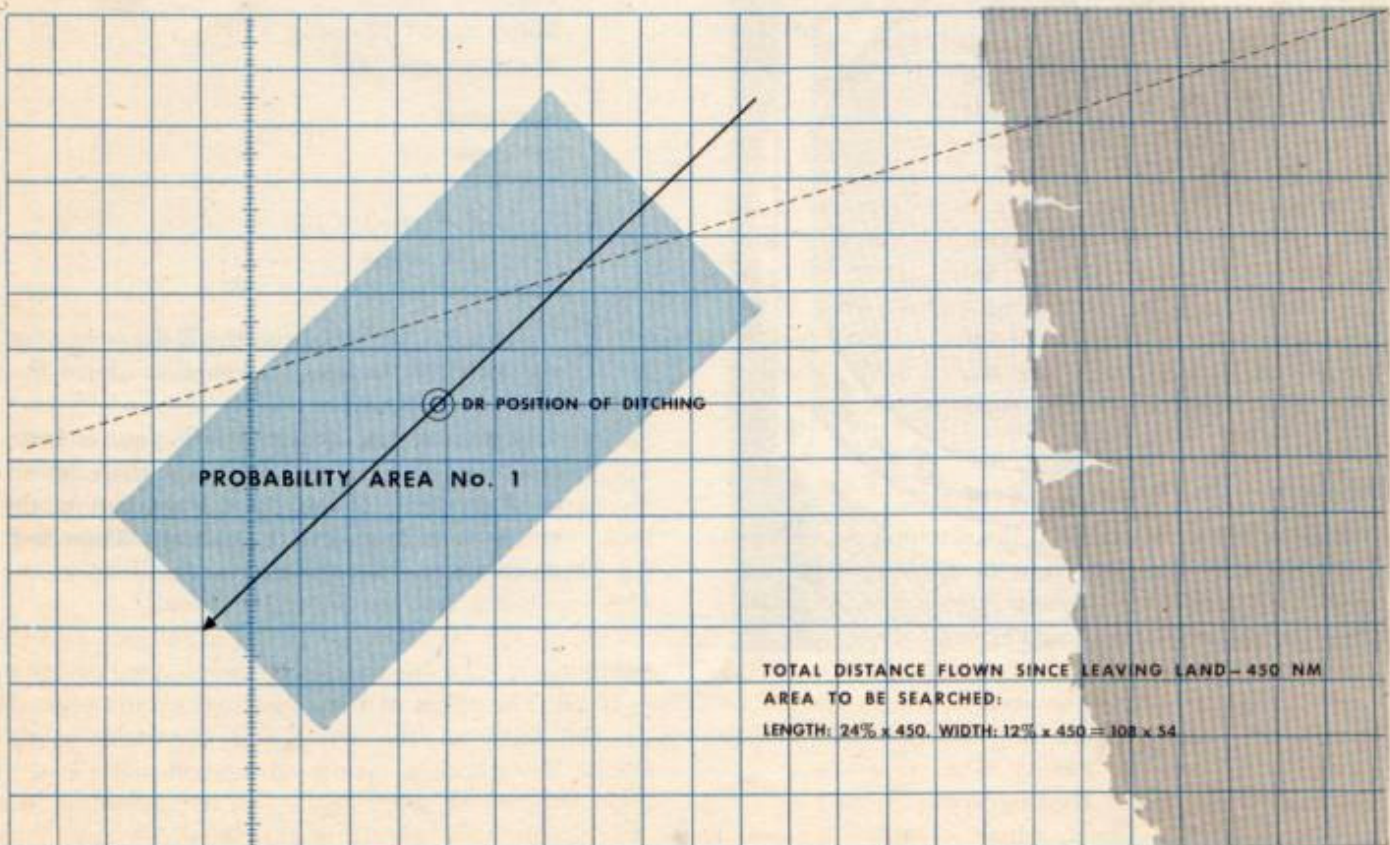 DR POSITION OF DITCHING
PROBABILITY AREA No. 1
TOTAL DISTANCE FLOWN SINCE LEAVING LAND—450 NM
AREA TO BE SEARCHED:
LENGTH: 24% x 450, WIDTH: 12% x 450 = 108 x 54